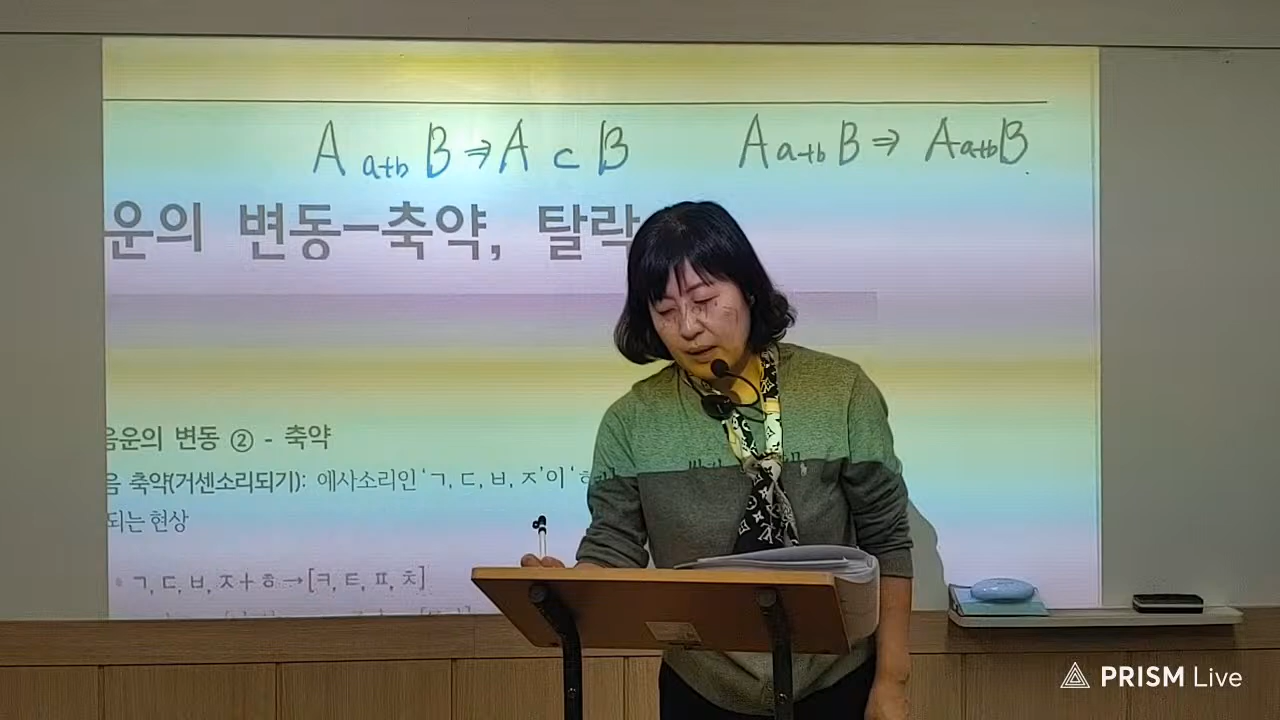 A a+b B ⇒ A c B    A a+b B ⇒ A a+b B
운의 변동-축약, 탈락
음운의 변동 ② - 축약
음 축약(거센소리되기): 예사소리인 'ㄱ, ㄷ, ㅂ, ㅈ'이 'ㅎ
되는 현상
ㄱ, ㄷ, ㅂ, ㅈ+ㅎ→[ㅋ, ㅌ, ㅍ, ㅊ]
PRISM Live